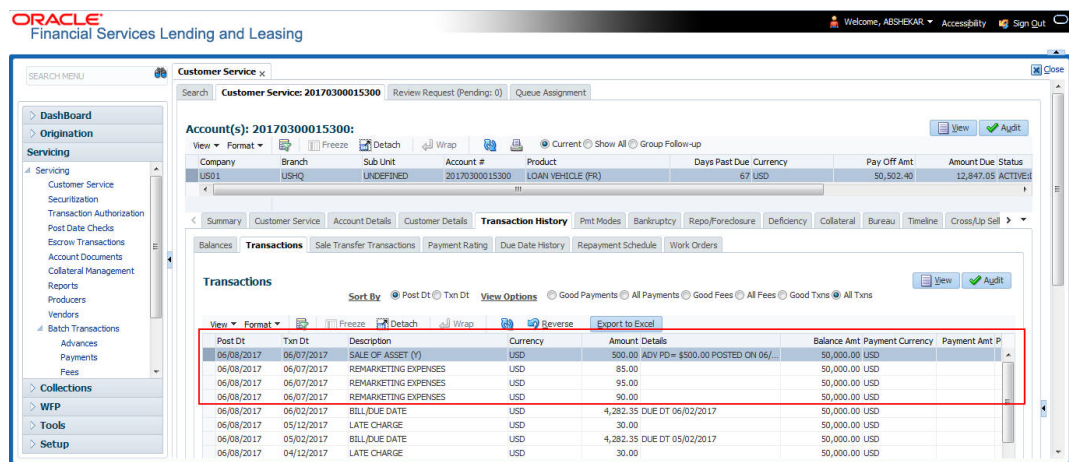 ORACLE
Financial Services Lending and Leasing
Welcome, ABSHEKAR Accessibility Sign Out
Close
SEARCH MENU
Customer Service
Search Customer Service: 20170300015300 Review Request (Pending: 0) Queue Assignment
DashBoard
Origination
Servicing
Servicing
Customer Service
Securitization
Transaction Authorization
Post Date Checks
Escrow Transactions
Account Documents
Collateral Management
Reports
Producers
Vendors
Batch Transactions
Advances
Payments
Fees
Collections
WFP
Tools
Setup
Account(s): 20170300015300:
View Audit
View Format Freeze Detach Wrap Current Show All Group Follow-up
Company Branch Sub Unit Account # Product Days Past Due Currency Pay Off Amt Amount Due Status
US01 USHQ UNDEFINED 20170300015300 LOAN VEHICLE (FR) 67 USD 50,502.40 12,847.05
Summary Customer Service Account Details Customer Details Transaction History Pmt Modes Bankruptcy Repo/Foreclosure Deficiency Collateral Bureau Timeline Cross/Up Sell
Balances Transactions Sale Transfer Transactions Payment Rating Due Date History Repayment Schedule Work Orders
Transactions
View Audit
Sort By Post Dt Txn Dt View Options Good Payments All Payments Good Fees All Fees Good Txns All Txns
View Format Freeze Detach Wrap Reverse Export to Excel
Post Dt Txn Dt Description Currency Amount Details Balance Amt Payment Currency Payment Amt P
06/08/2017 06/07/2017 SALE OF ASSET (Y) USD 500.00 ADV PD= $500.00 POSTED ON 06/... 50,000.00 USD
06/08/2017 06/07/2017 REMARKETING EXPENSES USD 85.00 50,000.00 USD
06/08/2017 06/07/2017 REMARKETING EXPENSES USD 95.00 50,000.00 USD
06/08/2017 06/07/2017 REMARKETING EXPENSES USD 90.00 50,000.00 USD
06/08/2017 06/02/2017 BILL/DUE DATE USD 4,282.35 DUE DT 06/02/2017 50,000.00 USD
06/08/2017 05/12/2017 LATE CHARGE USD 30.00 50,000.00 USD
06/08/2017 05/02/2017 BILL/DUE DATE USD 4,282.35 DUE DT 05/02/2017 50,000.00 USD
06/08/2017 04/12/2017 LATE CHARGE USD 30.00 50,000.00 USD